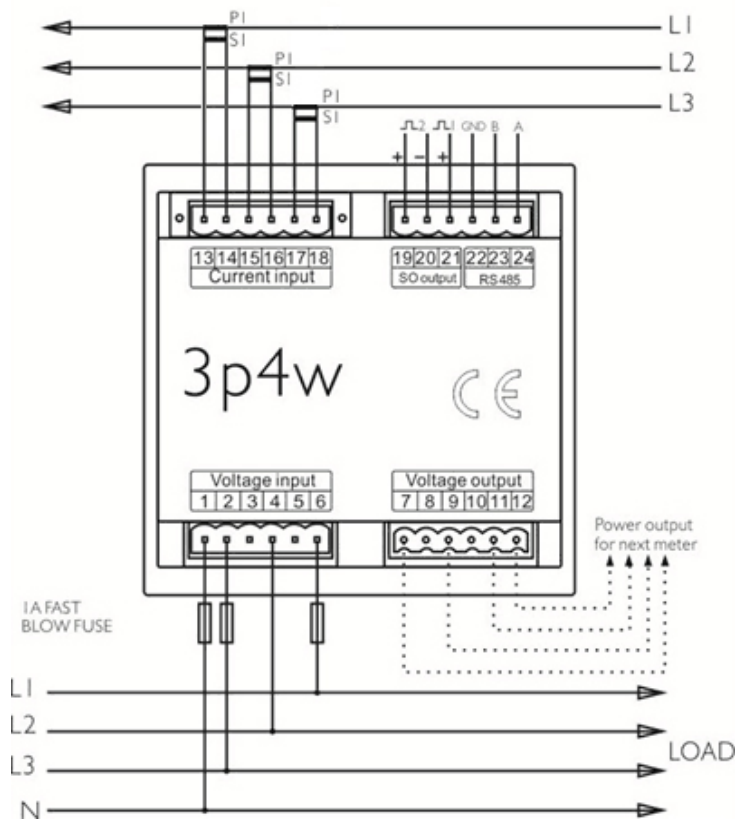 P1
S1
L1
P1
S1
L2
P1
S1
L3
2 1 GND B A
+ - +
13 14 15 16 17 18
Current input
19 20 21 22 23 24
SO output RS485
3p4w
CE
Voltage input
1 2 3 4 5 6
Voltage output
7 8 9 10 11 12
Power output
for next meter
1A FAST
BLOW FUSE
L1
L2
L3
N
LOAD